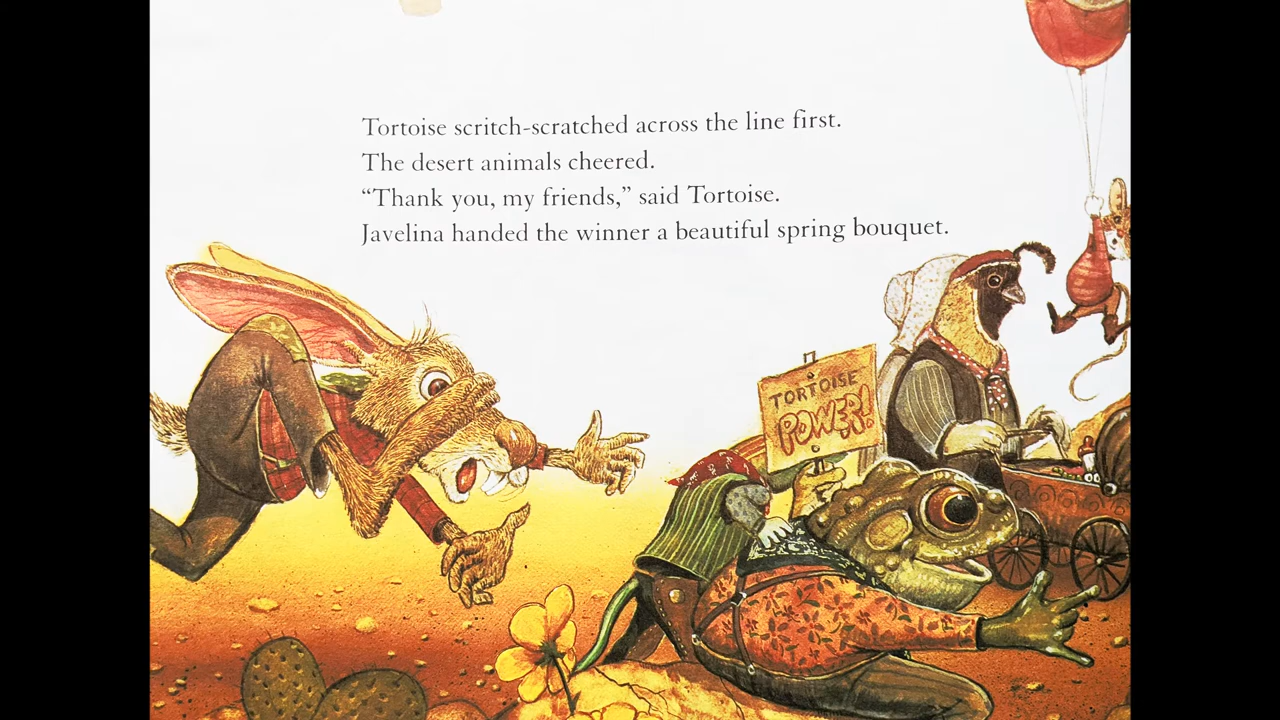 Tortoise scritch-scratched across the line first.
The desert animals cheered.
“Thank you, my friends,” said Tortoise.
Javelina handed the winner a beautiful spring bouquet.
TORTOISE
POWER!